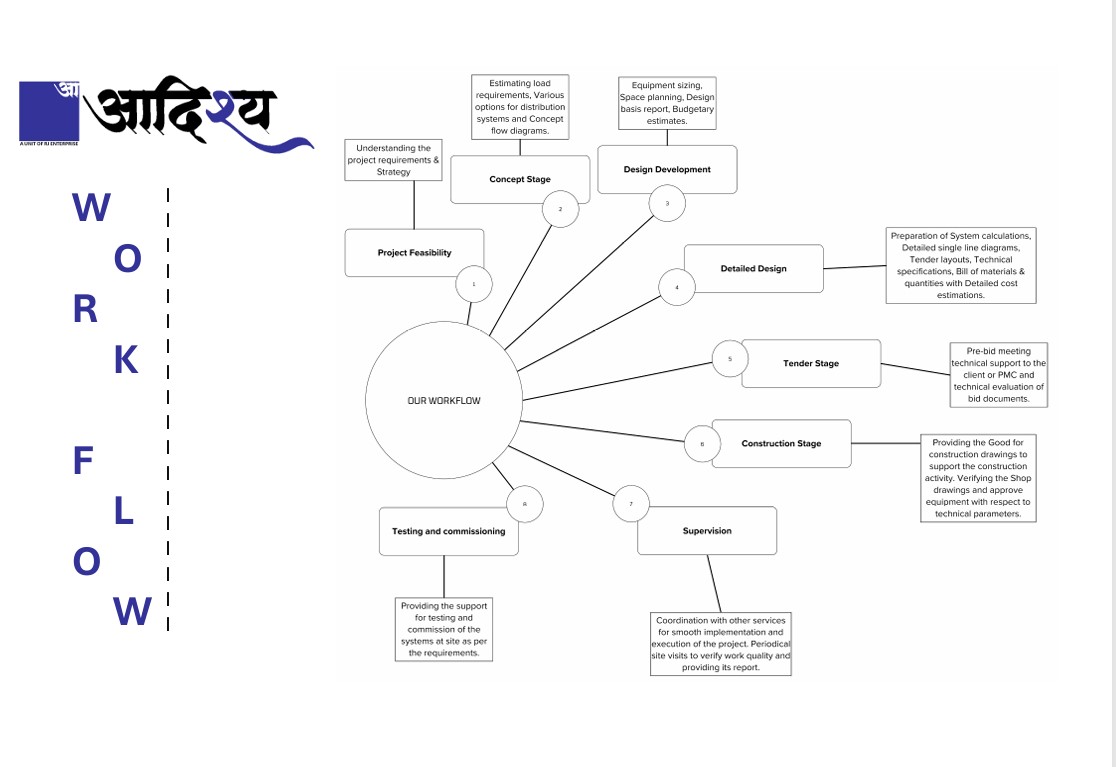 आ
आदिश्य
A UNIT OF RJ ENTERPRISE
W
O
R
K
F
L
O
W
OUR WORKFLOW
Understanding the
project requirements &
Strategy
Project Feasibility
1
Estimating load
requirements, Various
options for distribution
systems and Concept
flow diagrams.
Concept Stage
2
Equipment sizing,
Space planning, Design
basis report, Budgetary
estimates.
Design Development
3
Detailed Design
4
Preparation of System calculations,
Detailed single line diagrams,
Tender layouts, Technical
specifications, Bill of materials &
quantities with Detailed cost
estimations.
5
Tender Stage
Pre-bid meeting
technical support to the
client or PMC and
technical evaluation of
bid documents.
6
Construction Stage
Providing the Good for
construction drawings to
support the construction
activity. Verifying the Shop
drawings and approve
equipment with respect to
technical parameters.
7
Supervision
Coordination with other services
for smooth implementation and
execution of the project. Periodical
site visits to verify work quality and
providing its report.
8
Testing and commissioning
Providing the support
for testing and
commission of the
systems at site as per
the requirements.